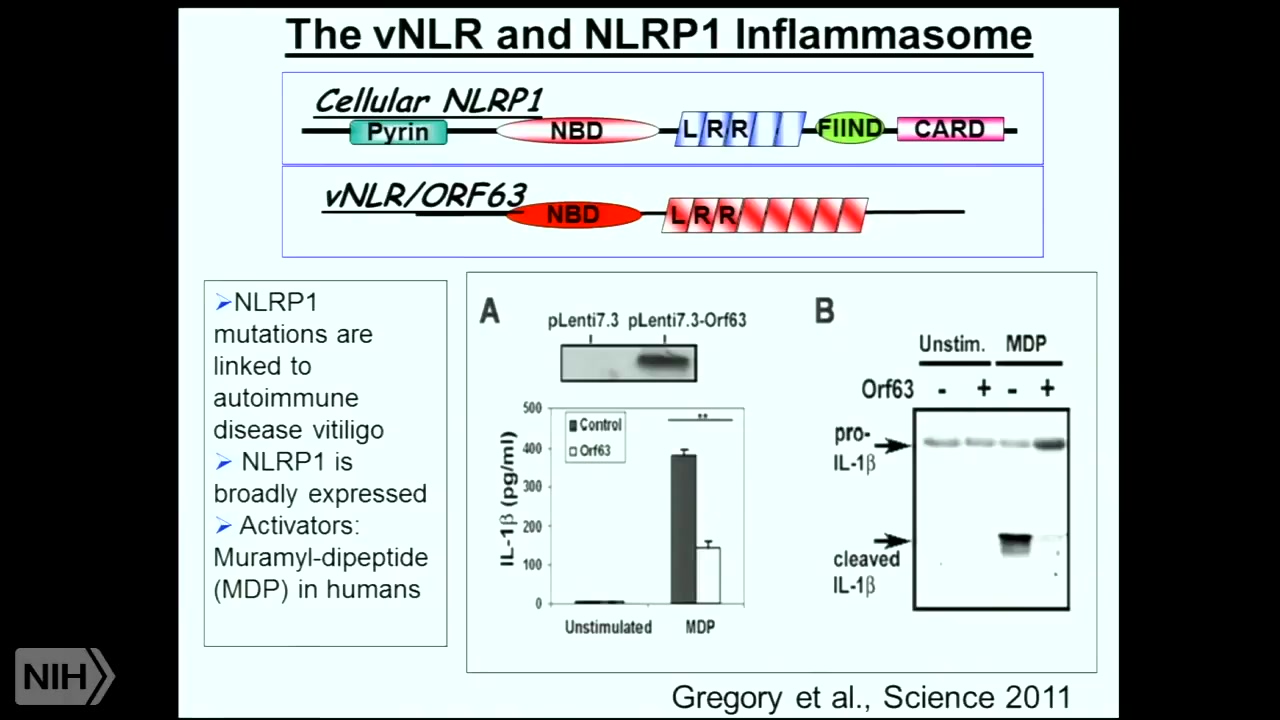 The vNLR and NLRP1 Inflammasome
Cellular NLRP1
Pyrin NBD LRR FIIND CARD
vNLR/ORF63
NBD LRR
➢NLRP1
mutations are
linked to
autoimmune
disease vitiligo
➢ NLRP1 is
broadly expressed
➢ Activators:
Muramyl-dipeptide
(MDP) in humans
A
pLenti7.3 pLenti7.3-Orf63
IL-1β (pg/ml)
500
400
300
200
100
0
Control
Orf63
**
Unstimulated MDP
B
Unstim. MDP
Orf63 - + - +
pro-
IL-1β
cleaved
IL-1β
Gregory et al., Science 2011
NIH